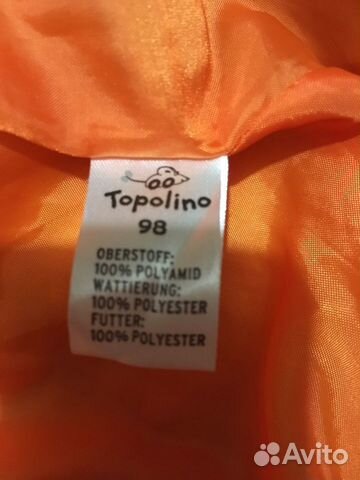 Topolino
98
OBERSTOFF:
100% POLYAMID
WATTIERUNG:
100% POLYESTER
FUTTER:
100% POLYESTER
Avito